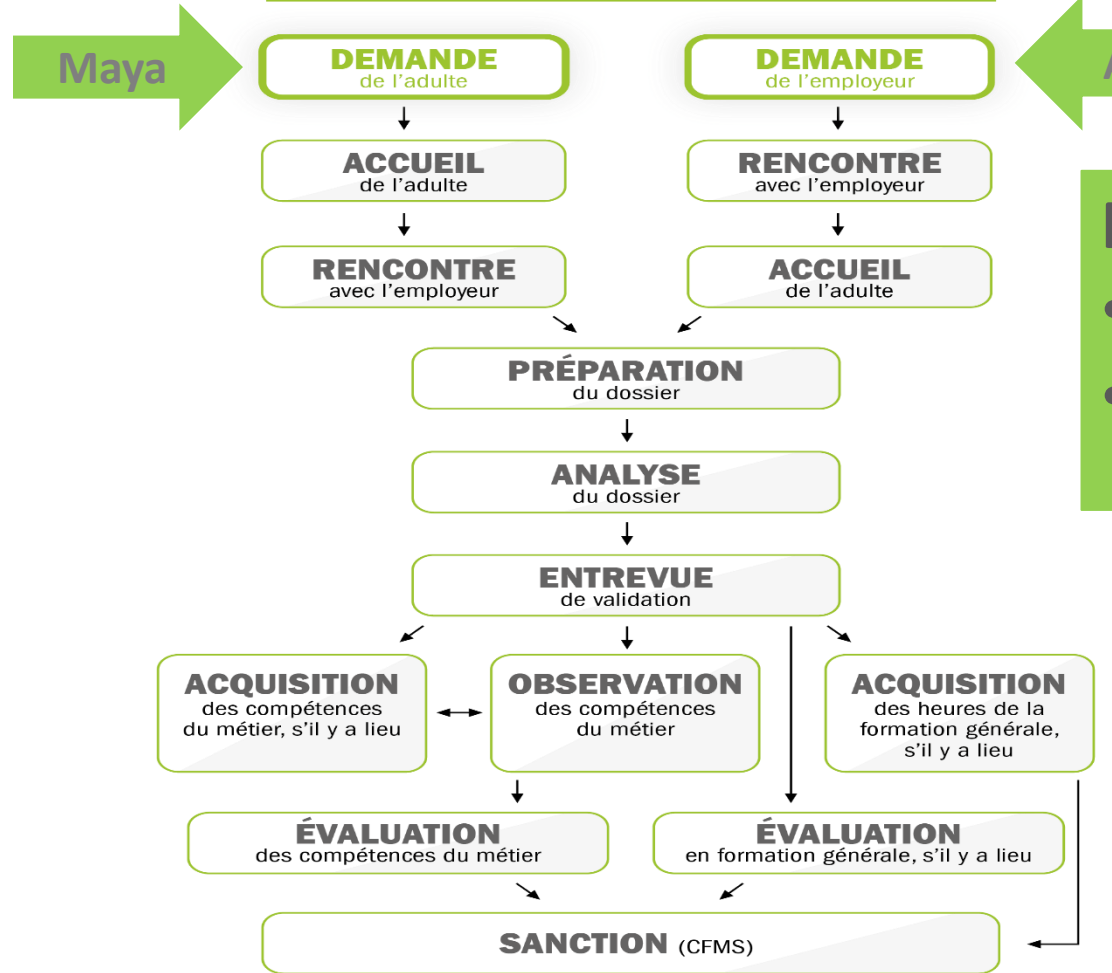 Maya
DEMANDE
de l'adulte
DEMANDE
de l'employeur
ACCUEIL
de l'adulte
RENCONTRE
avec l'employeur
RENCONTRE
avec l'employeur
ACCUEIL
de l'adulte
PRÉPARATION
du dossier
ANALYSE
du dossier
ENTREVUE
de validation
ACQUISITION
des compétences
du métier, s'il y a lieu
OBSERVATION
des compétences
du métier
ACQUISITION
des heures de la
formation générale,
s'il y a lieu
ÉVALUATION
des compétences du métier
ÉVALUATION
en formation générale, s'il y a lieu
SANCTION (CFMS)